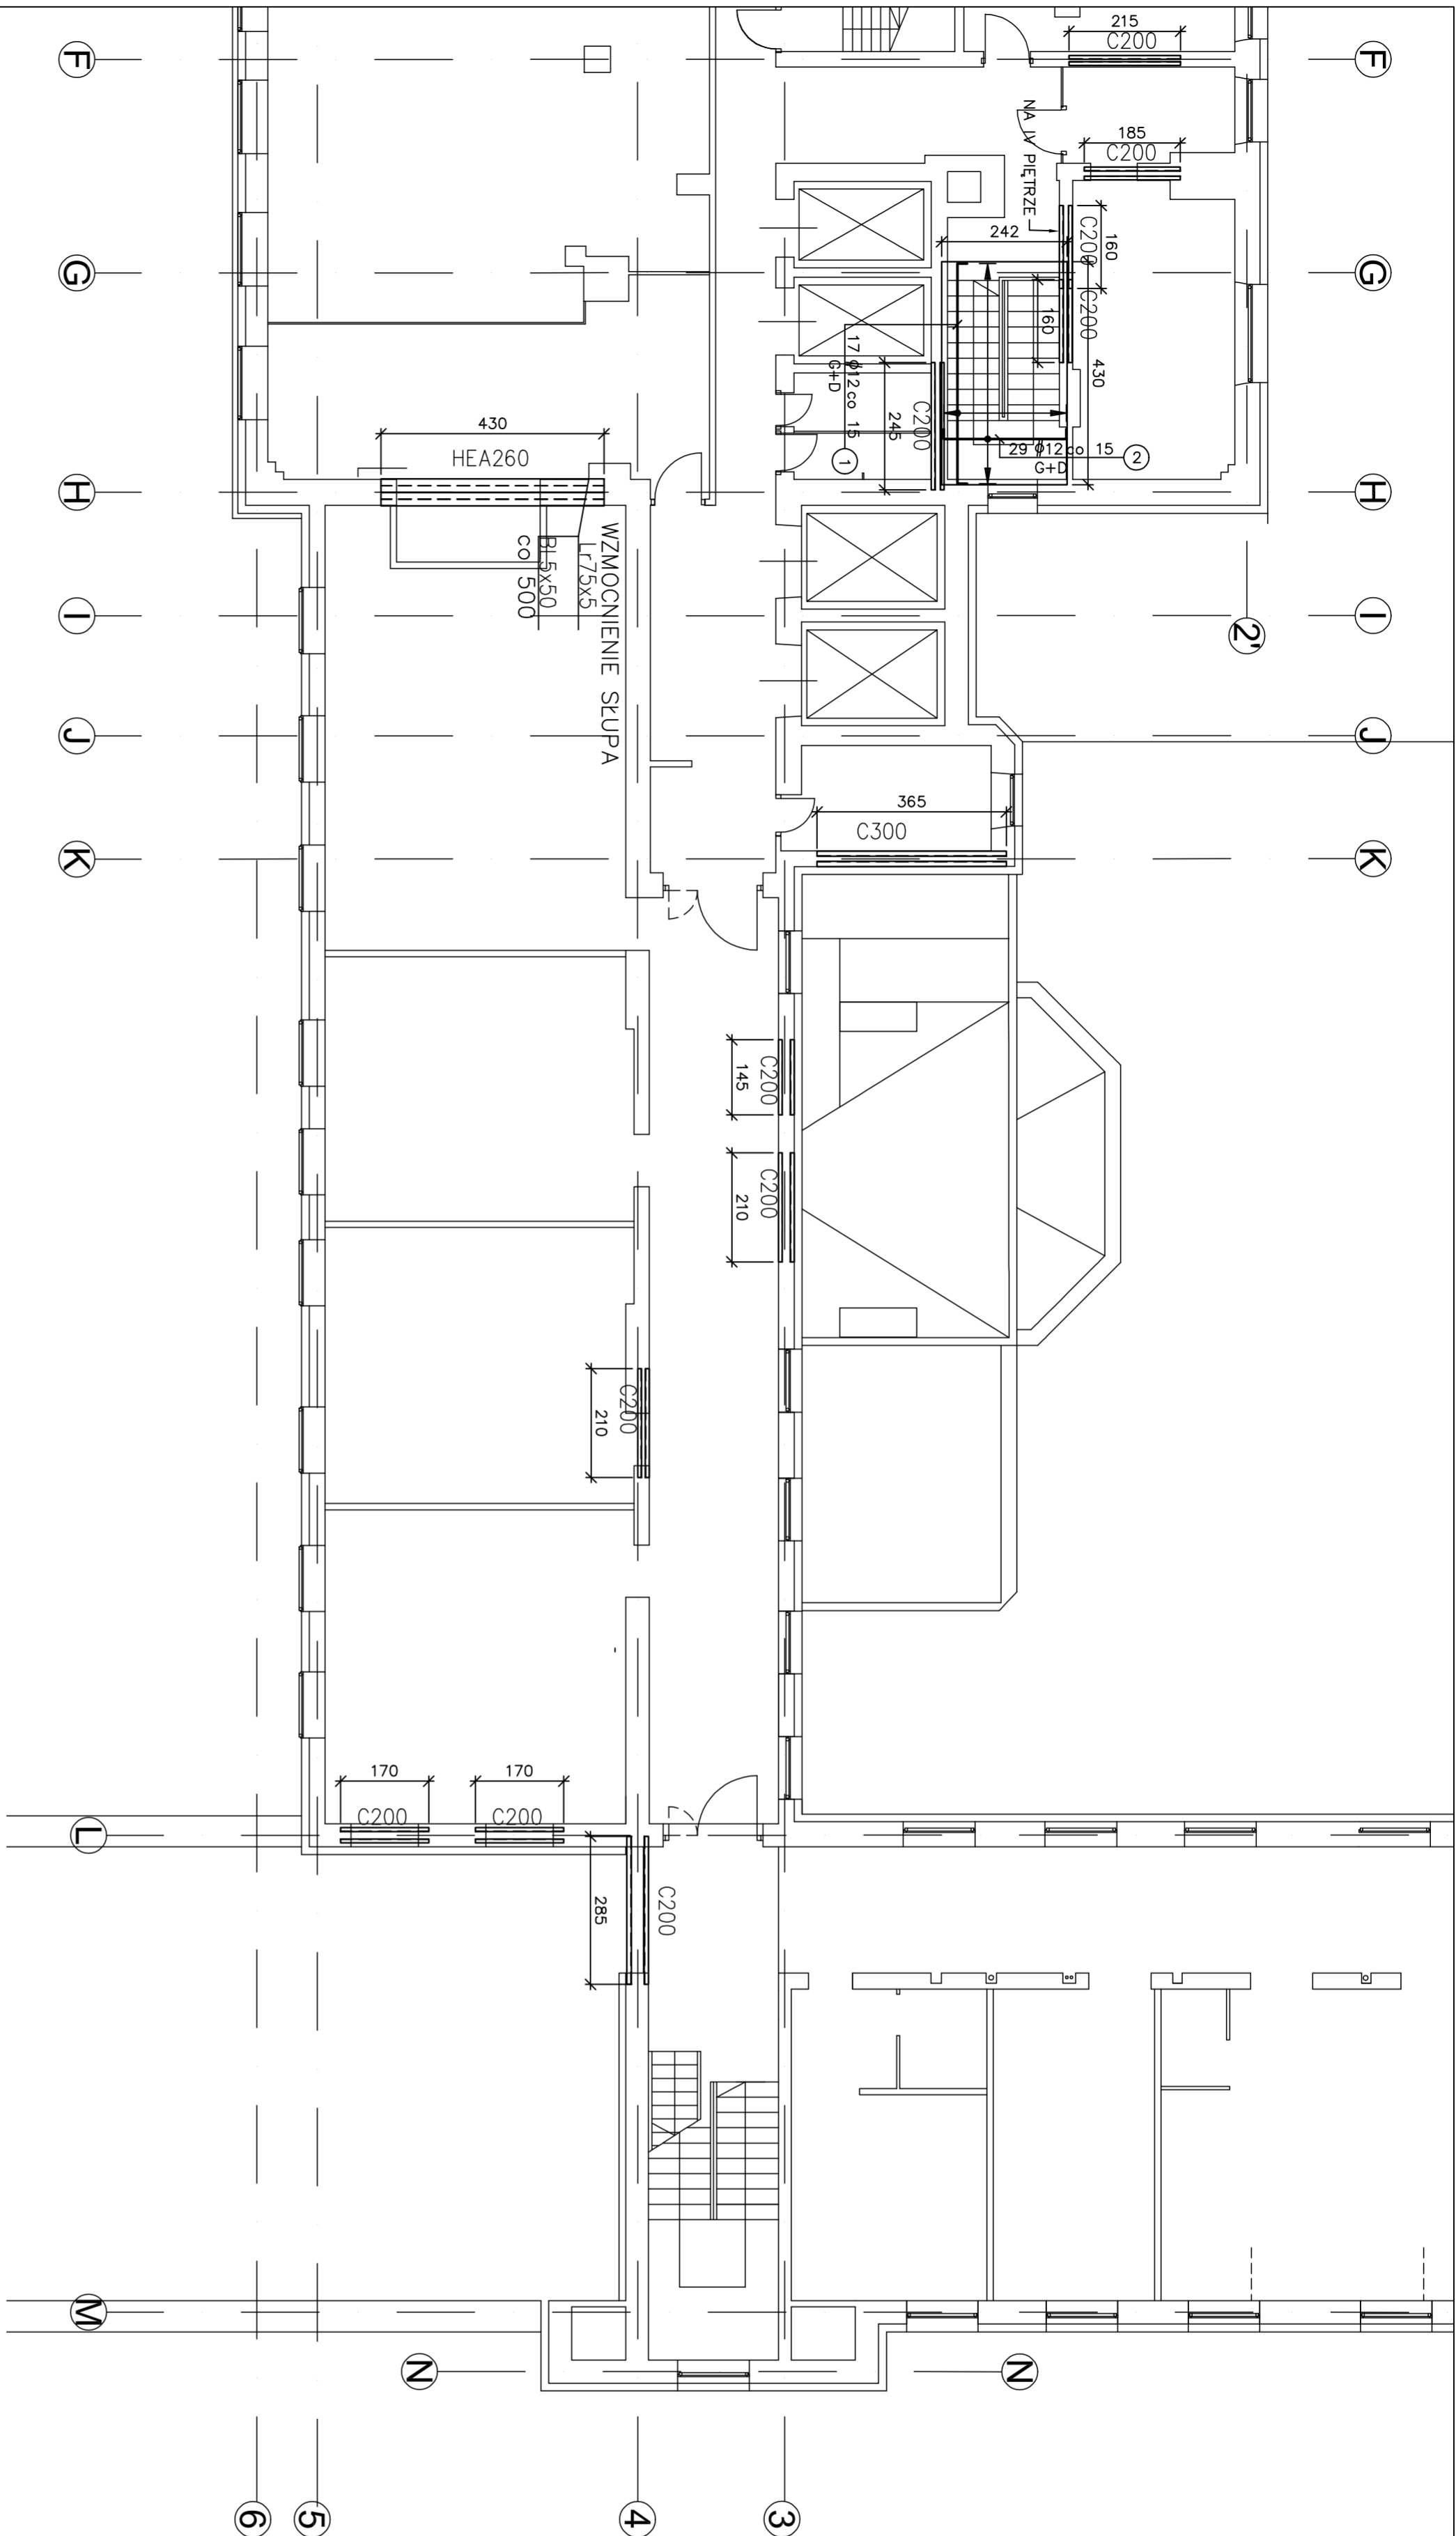 F
215
C200
F
185
C200
NA IV PIĘTRZE
242
C200
160
G
C200
160
430
G
17 ϕ12 co 15
G+D
245
C200
1
29 ϕ12 co 15
G+D
2
430
HEA260
H
H
WZMOCNIENIE SŁUPA
Lr75x5
Bl 5x50
co 500
I
I
2'
J
J
365
C300
K
K
C200
145
C200
210
C200
210
170
C200
170
C200
L
C200
285
M
N
N
6
5
4
3